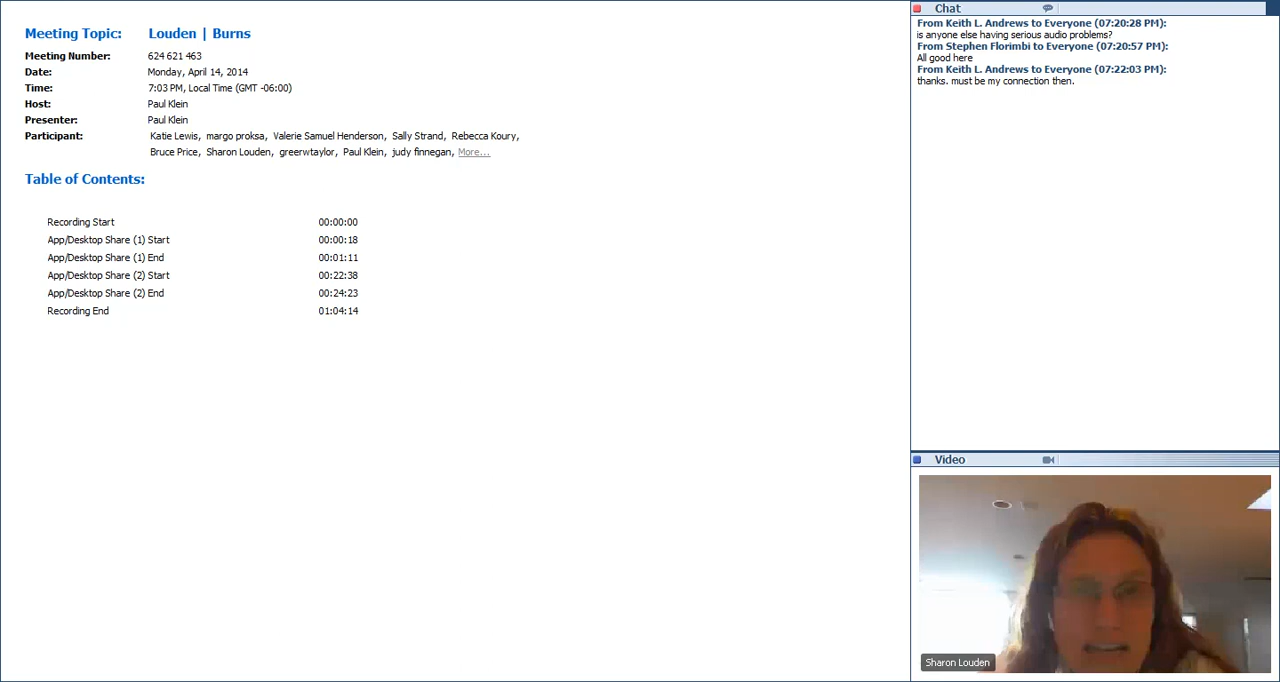 Meeting Topic: Louden | Burns
Meeting Number: 624 621 463
Date: Monday, April 14, 2014
Time: 7:03 PM, Local Time (GMT -06:00)
Host: Paul Klein
Presenter: Paul Klein
Participant: Katie Lewis, margo proksa, Valerie Samuel Henderson, Sally Strand, Rebecca Koury,
Bruce Price, Sharon Louden, greerwtaylor, Paul Klein, judy finnegan, More...
Table of Contents:
Recording Start 00:00:00
App/Desktop Share (1) Start 00:00:18
App/Desktop Share (1) End 00:01:11
App/Desktop Share (2) Start 00:22:38
App/Desktop Share (2) End 00:24:23
Recording End 01:04:14
Chat
From Keith L. Andrews to Everyone (07:20:28 PM):
is anyone else having serious audio problems?
From Stephen Florimbi to Everyone (07:20:57 PM):
All good here
From Keith L. Andrews to Everyone (07:22:03 PM):
thanks. must be my connection then.
Video
Sharon Louden